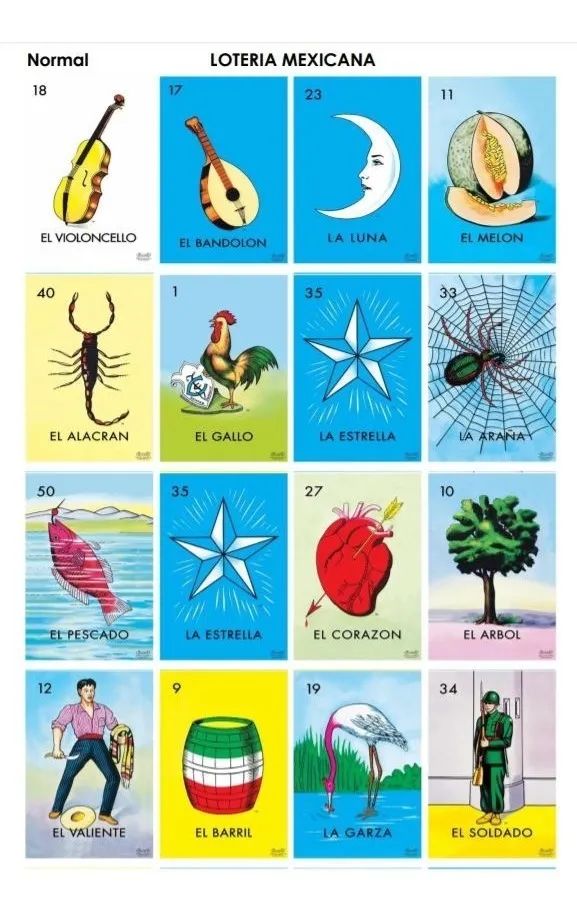 Normal
LOTERIA MEXICANA
18
EL VIOLONCELLO
17
EL BANDOLON
23
LA LUNA
11
EL MELON
40
EL ALACRAN
1
EL GALLO
35
LA ESTRELLA
33
LA ARAÑA
50
EL PESCADO
35
LA ESTRELLA
27
EL CORAZON
10
EL ARBOL
12
EL VALIENTE
9
EL BARRIL
19
LA GARZA
34
EL SOLDADO